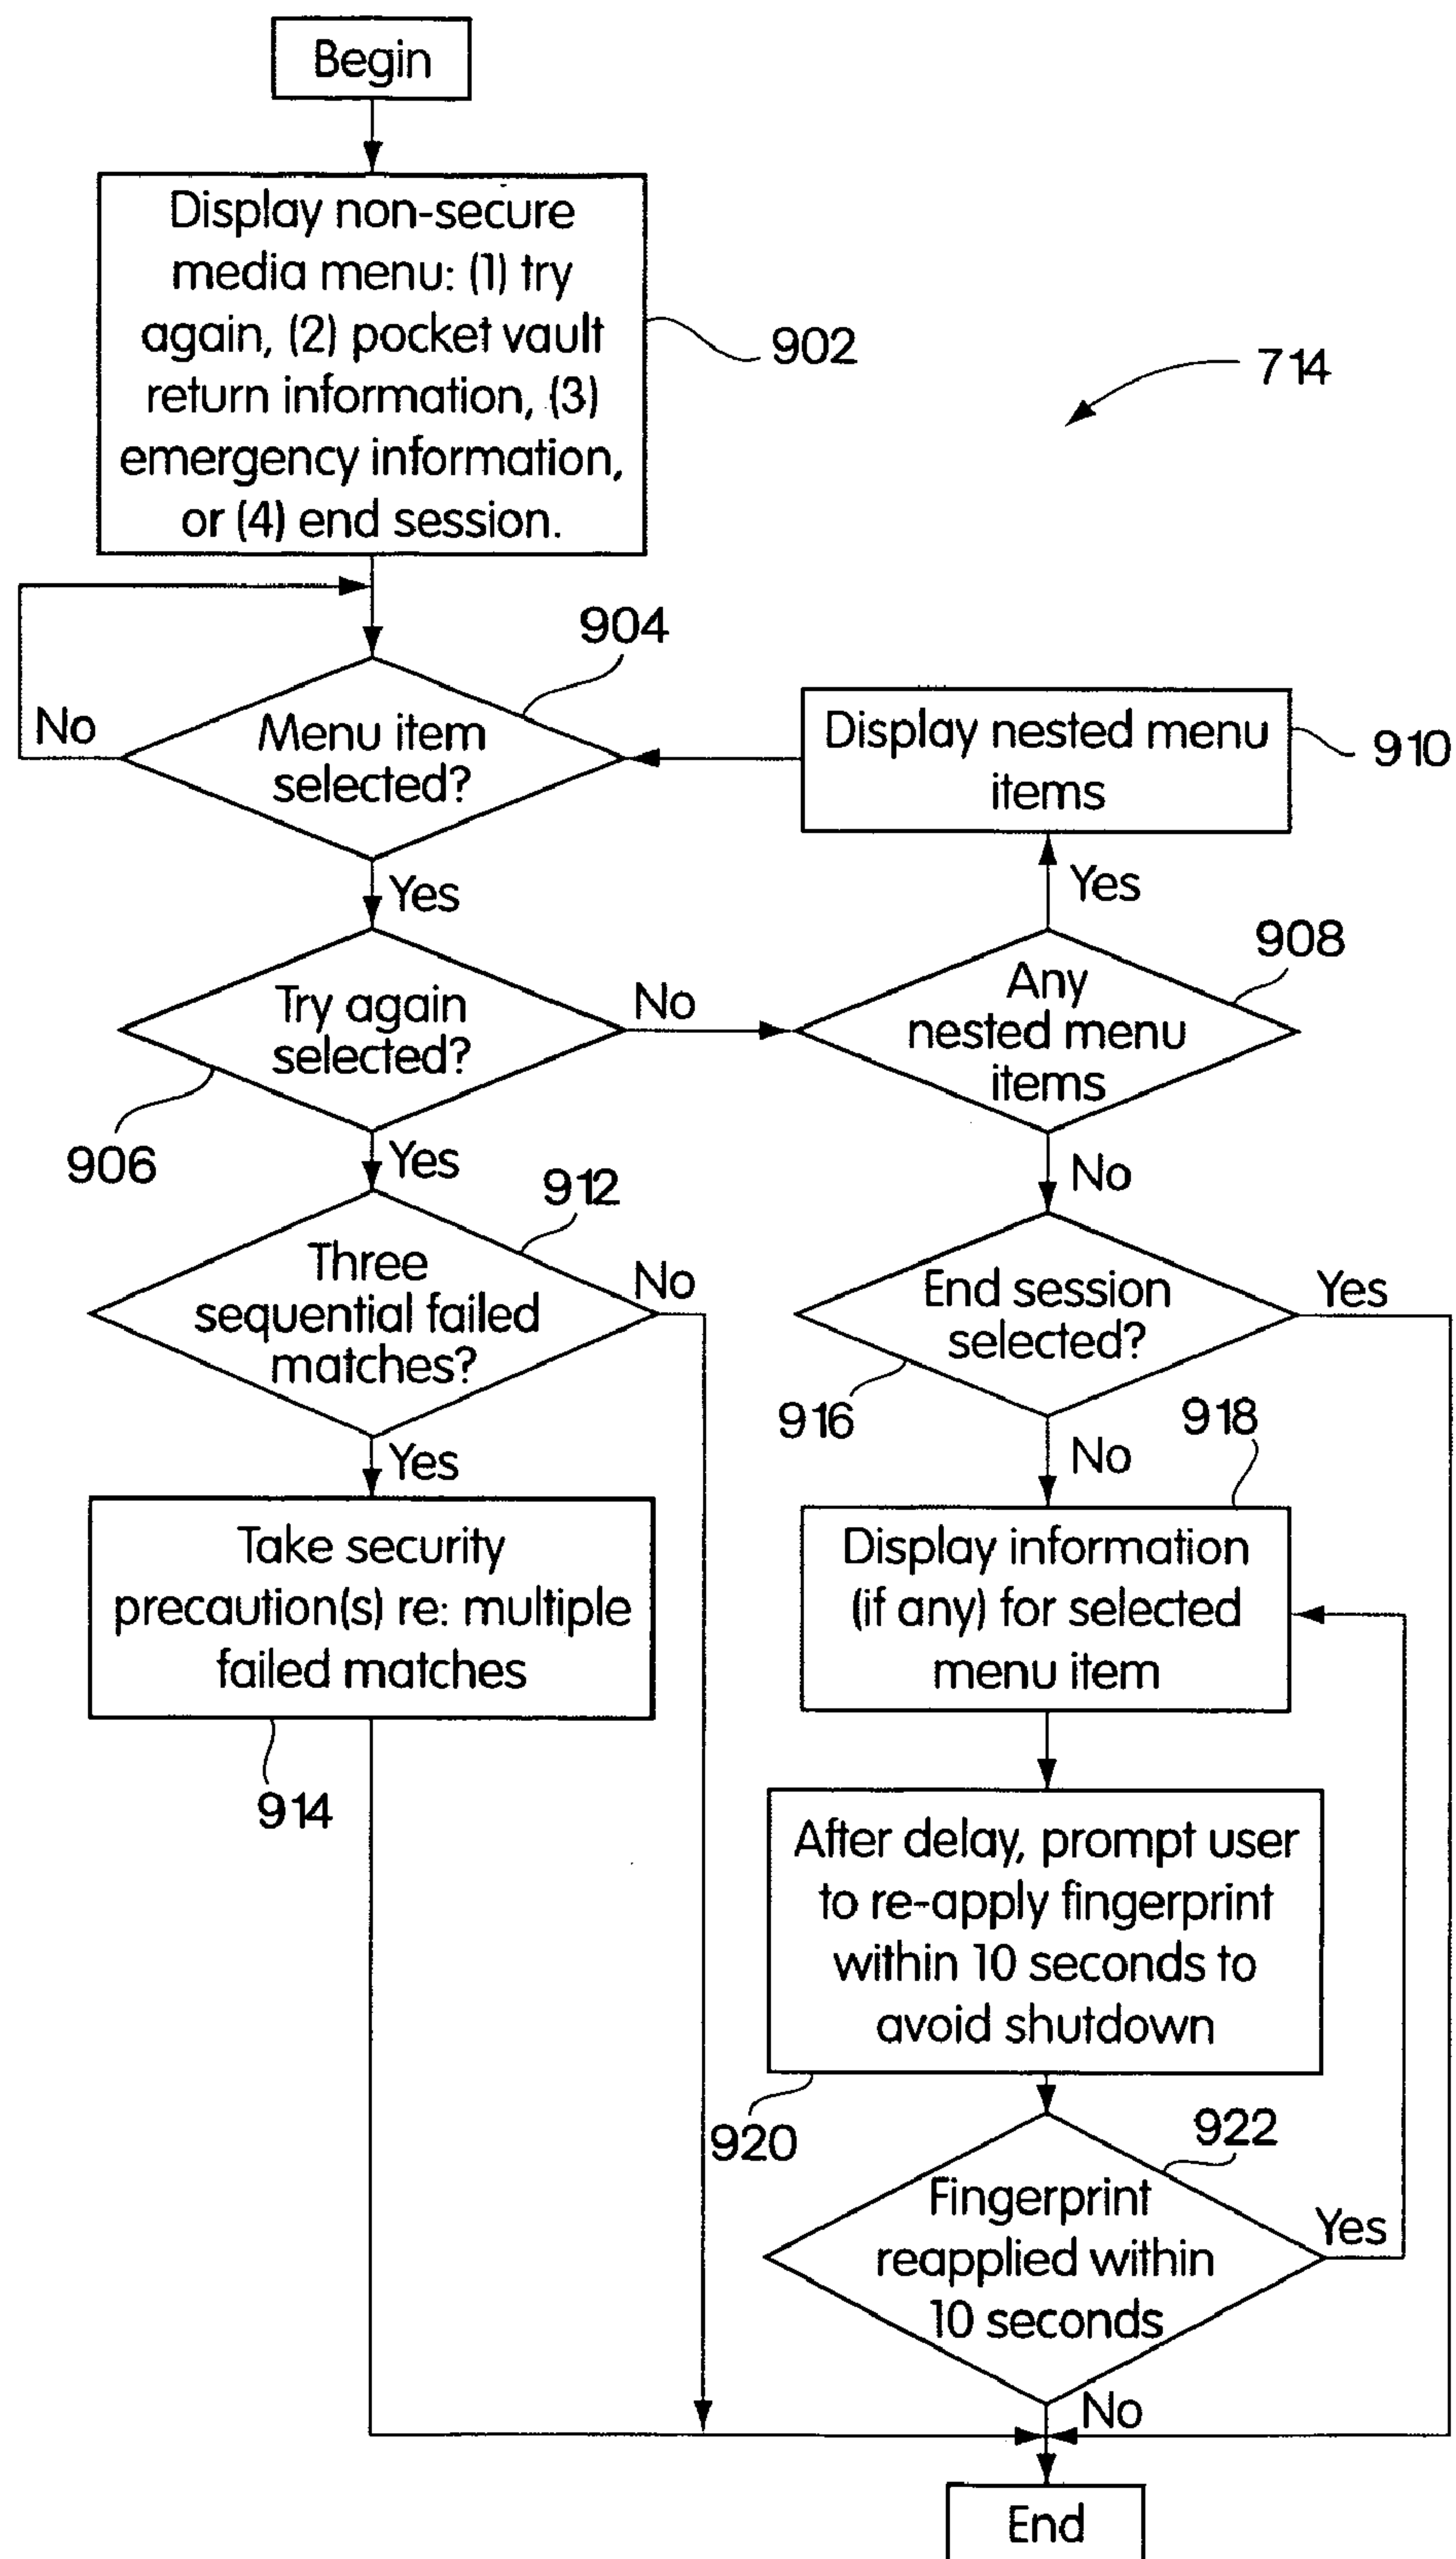 Begin
Display non-secure
media menu: (1) try
again, (2) pocket vault
return information, (3)
emergency information,
or (4) end session.
902
714
904
No
Menu item
selected?
Display nested menu
items
910
Yes
Yes
908
Try again
selected?
No
Any
nested menu
items
906
Yes
No
912
Three
sequential failed
matches?
No
End session
selected?
Yes
916
918
Yes
No
Take security
precaution(s) re: multiple
failed matches
Display information
(if any) for selected
menu item
914
After delay, prompt user
to re-apply fingerprint
within 10 seconds to
avoid shutdown
920
922
Fingerprint
reapplied within
10 seconds
Yes
No
End